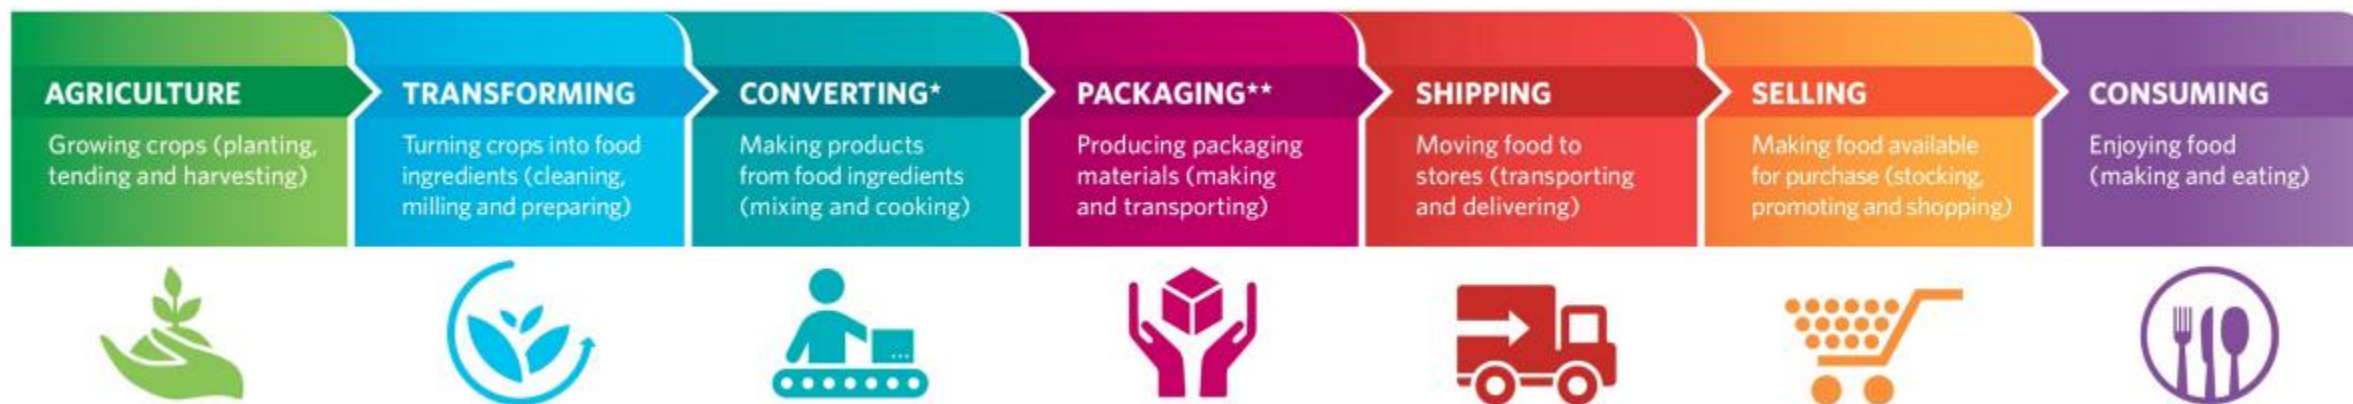 AGRICULTURE
Growing crops (planting,
tending and harvesting)
TRANSFORMING
Turning crops into food
ingredients (cleaning,
milling and preparing)
CONVERTING*
Making products
from food ingredients
(mixing and cooking)
PACKAGING**
Producing packaging
materials (making
and transporting)
SHIPPING
Moving food to
stores (transporting
and delivering)
SELLING
Making food available
for purchase (stocking,
promoting and shopping)
CONSUMING
Enjoying food
(making and eating)